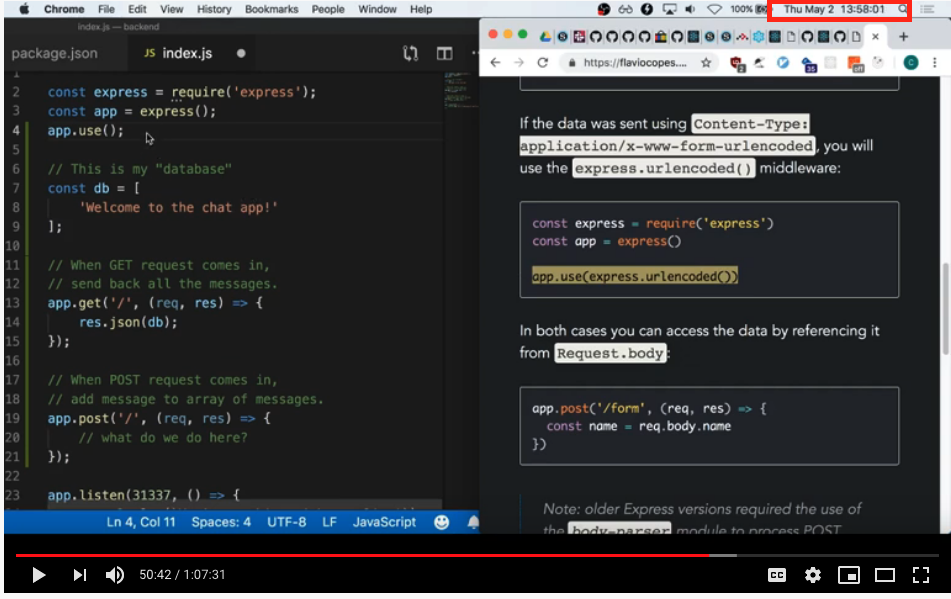 Chrome File Edit View History Bookmarks People Window Help 100% Thu May 2 13:58:01
index.js — backend
package.json JS index.js
https://flaviocopes....
1
2 const express = require('express');
3 const app = express();
4 app.use();
5
6 // This is my "database"
7 const db = [
8 'Welcome to the chat app!'
9 ];
10
11 // When GET request comes in,
12 // send back all the messages.
13 app.get('/', (req, res) => {
14 res.json(db);
15 });
16
17 // When POST request comes in,
18 // add message to array of messages.
19 app.post('/', (req, res) => {
20 // what do we do here?
21 });
22
23 app.listen(31337, () => {
Ln 4, Col 11 Spaces: 4 UTF-8 LF JavaScript
2
35
off
C
If the data was sent using Content-Type:
application/x-www-form-urlencoded, you will
use the express.urlencoded() middleware:
const express = require('express')
const app = express()
app.use(express.urlencoded())
In both cases you can access the data by referencing it
from Request.body:
app.post('/form', (req, res) => {
const name = req.body.name
})
Note: older Express versions required the use of
the body-parser module to process POST
50:42 / 1:07:31
CC